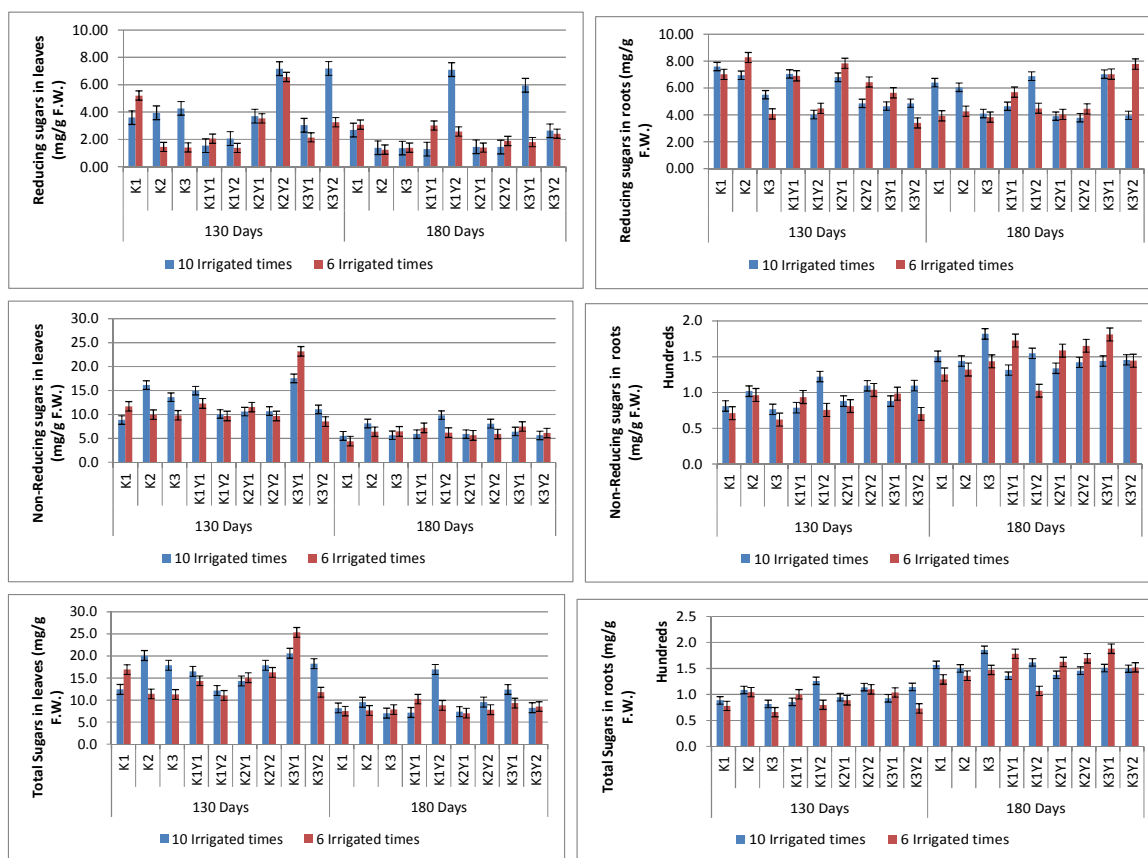 Reducing sugars in leaves
(mg/g F.W.)
10.00
8.00
6.00
4.00
2.00
0.00
K1 K2 K3 K1Y1 K1Y2 K2Y1 K2Y2 K3Y1 K3Y2 K1 K2 K3 K1Y1 K1Y2 K2Y1 K2Y2 K3Y1 K3Y2
130 Days 180 Days
10 Irrigated times 6 Irrigated times
Reducing sugars in roots (mg/g
F.W.)
10.00
8.00
6.00
4.00
2.00
0.00
K1 K2 K3 K1Y1 K1Y2 K2Y1 K2Y2 K3Y1 K3Y2 K1 K2 K3 K1Y1 K1Y2 K2Y1 K2Y2 K3Y1 K3Y2
130 Days 180 Days
10 Irrigated times 6 Irrigated times
Non-Reducing sugars in leaves
(mg/g F.W.)
30.0
25.0
20.0
15.0
10.0
5.0
0.0
K1 K2 K3 K1Y1 K1Y2 K2Y1 K2Y2 K3Y1 K3Y2 K1 K2 K3 K1Y1 K1Y2 K2Y1 K2Y2 K3Y1 K3Y2
130 Days 180 Days
10 Irrigated times 6 Irrigated times
Non-Reducing sugars in roots
(mg/g F.W.)
Hundreds
2.0
1.5
1.0
0.5
0.0
K1 K2 K3 K1Y1 K1Y2 K2Y1 K2Y2 K3Y1 K3Y2 K1 K2 K3 K1Y1 K1Y2 K2Y1 K2Y2 K3Y1 K3Y2
130 Days 180 Days
10 Irrigated times 6 Irrigated times
Total Sugars in leaves (mg/g
F.W.)
30.0
25.0
20.0
15.0
10.0
5.0
0.0
K1 K2 K3 K1Y1 K1Y2 K2Y1 K2Y2 K3Y1 K3Y2 K1 K2 K3 K1Y1 K1Y2 K2Y1 K2Y2 K3Y1 K3Y2
130 Days 180 Days
10 Irrigated times 6 Irrigated times
Total Sugars in roots (mg/g
F.W.)
Hundreds
2.5
2.0
1.5
1.0
0.5
0.0
K1 K2 K3 K1Y1 K1Y2 K2Y1 K2Y2 K3Y1 K3Y2 K1 K2 K3 K1Y1 K1Y2 K2Y1 K2Y2 K3Y1 K3Y2
130 Days 180 Days
10 Irrigated times 6 Irrigated times